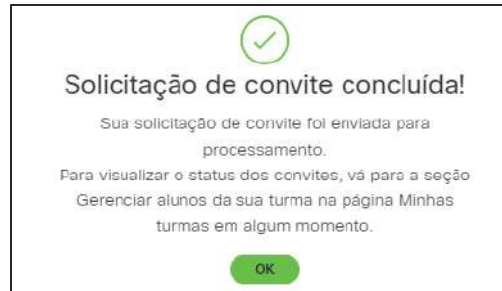 Solicitação de convite concluída!
Sua solicitação de convite foi enviada para
processamento.
Para visualizar o status dos convites, vá para a seção
Gerenciar alunos da sua turma na página Minhas
turmas em algum momento.
OK